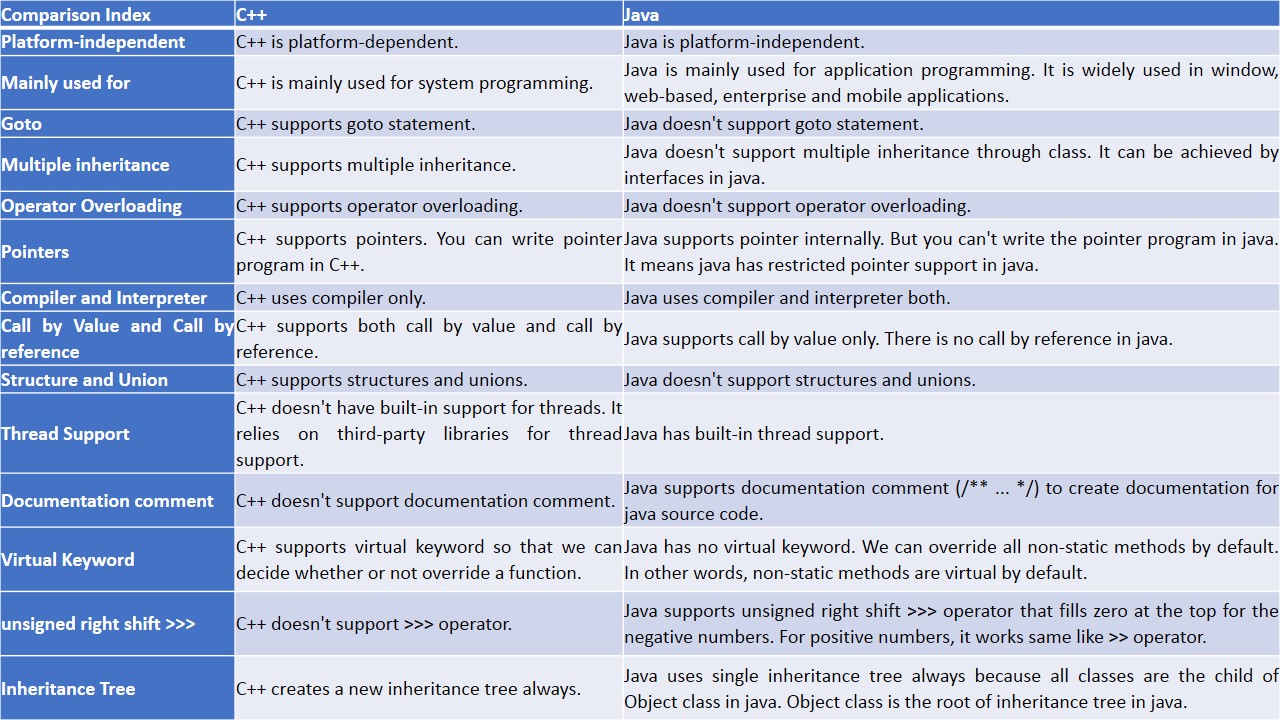 Comparison Index C++ Java
Platform-independent C++ is platform-dependent. Java is platform-independent.
Mainly used for C++ is mainly used for system programming. Java is mainly used for application programming. It is widely used in window,
web-based, enterprise and mobile applications.
Goto C++ supports goto statement. Java doesn't support goto statement.
Multiple inheritance C++ supports multiple inheritance. Java doesn't support multiple inheritance through class. It can be achieved by
interfaces in java.
Operator Overloading C++ supports operator overloading. Java doesn't support operator overloading.
Pointers
C++ supports pointers. You can write pointer
program in C++.
Java supports pointer internally. But you can't write the pointer program in java.
It means java has restricted pointer support in java.
Compiler and Interpreter C++ uses compiler only. Java uses compiler and interpreter both.
Call by Value and Call by
reference
C++ supports both call by value and call by
reference.
Java supports call by value only. There is no call by reference in java.
Structure and Union C++ supports structures and unions. Java doesn't support structures and unions.
Thread Support
C++ doesn't have built-in support for threads. It
relies on third-party libraries for thread
support.
Java has built-in thread support.
Documentation comment C++ doesn't support documentation comment. Java supports documentation comment (/** ... */) to create documentation for
java source code.
Virtual Keyword
C++ supports virtual keyword so that we can
decide whether or not override a function.
Java has no virtual keyword. We can override all non-static methods by default.
In other words, non-static methods are virtual by default.
unsigned right shift >>> C++ doesn't support >>> operator. Java supports unsigned right shift >>> operator that fills zero at the top for the
negative numbers. For positive numbers, it works same like >> operator.
Inheritance Tree C++ creates a new inheritance tree always. Java uses single inheritance tree always because all classes are the child of
Object class in java. Object class is the root of inheritance tree in java.